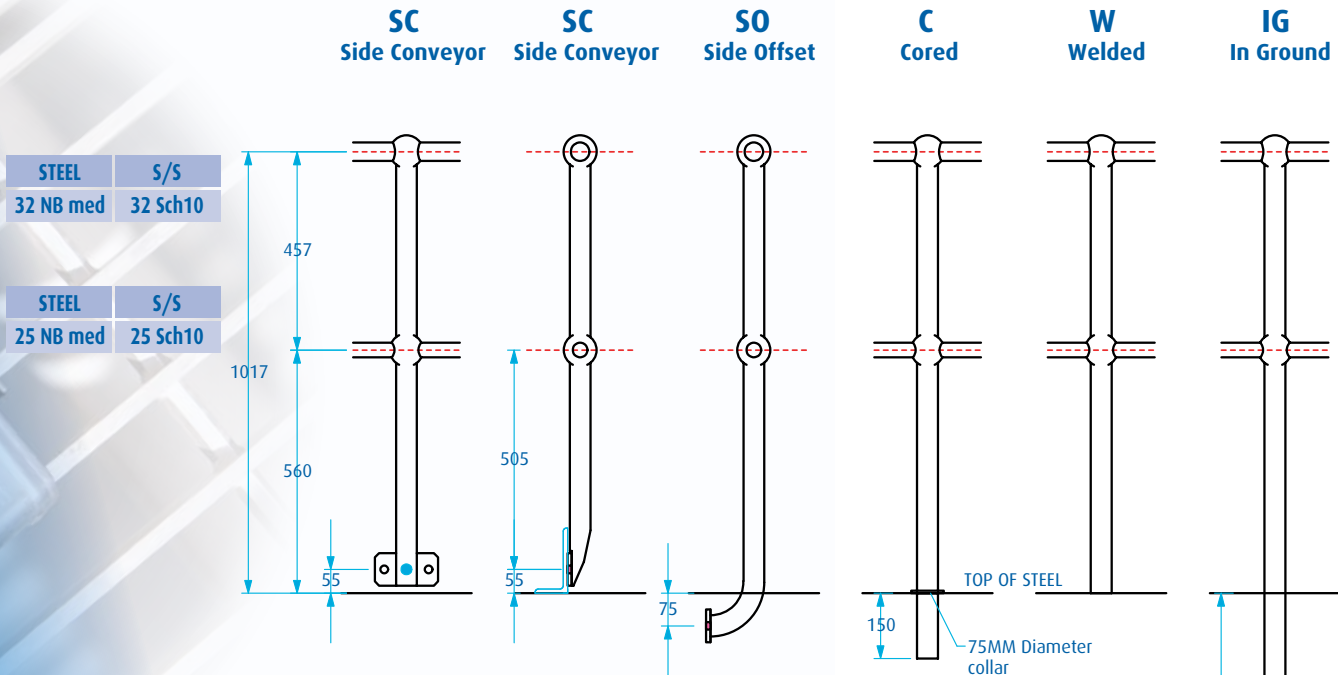 SC
Side Conveyor
SC
Side Conveyor
SO
Side Offset
C
Cored
W
Welded
IG
In Ground
STEEL S/S
32 NB med 32 Sch10
457
STEEL S/S
25 NB med 25 Sch10
1017
560
505
55
55
75
TOP OF STEEL
150
75MM Diameter
collar